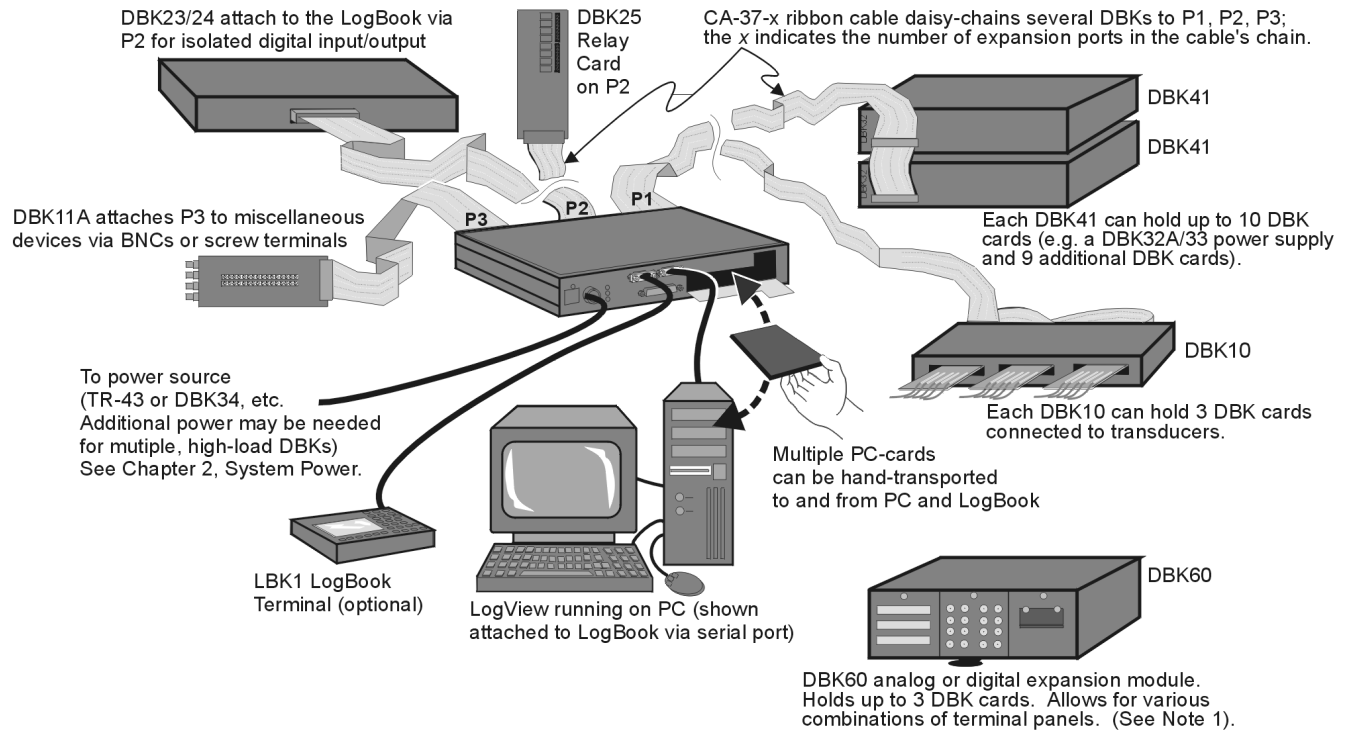 DBK23/24 attach to the LogBook via
P2 for isolated digital input/output
DBK25
Relay
Card
on P2
CA-37-x ribbon cable daisy-chains several DBKs to P1, P2, P3;
the x indicates the number of expansion ports in the cable's chain.
DBK41
DBK41
Each DBK41 can hold up to 10 DBK
cards (e.g. a DBK32A/33 power supply
and 9 additional DBK cards).
P3
P2
P1
DBK11A attaches P3 to miscellaneous
devices via BNCs or screw terminals
DBK10
Each DBK10 can hold 3 DBK cards
connected to transducers.
To power source
(TR-43 or DBK34, etc.
Additional power may be needed
for mutiple, high-load DBKs)
See Chapter 2, System Power.
Multiple PC-cards
can be hand-transported
to and from PC and LogBook
LBK1 LogBook
Terminal (optional)
LogView running on PC (shown
attached to LogBook via serial port)
DBK60
DBK60 analog or digital expansion module.
Holds up to 3 DBK cards.  Allows for various
combinations of terminal panels.  (See Note 1).